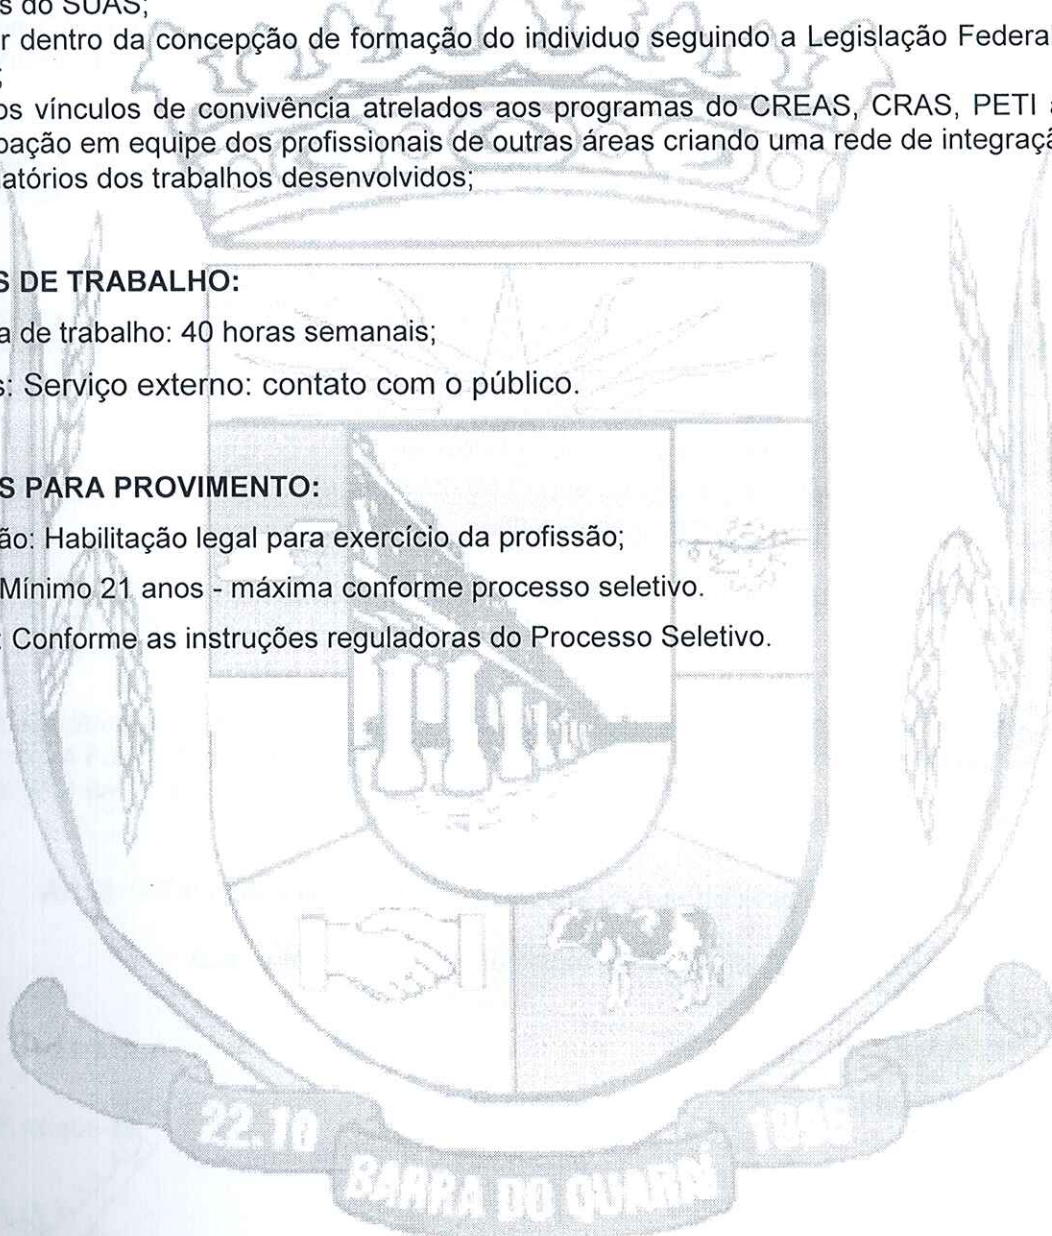 s do SUAS;
r dentro da concepção de formação do individuo seguindo a Legislação Federal
;
os vínculos de convivência atrelados aos programas do CREAS, CRAS, PETI
pação em equipe dos profissionais de outras áreas criando uma rede de integraçã
latórios dos trabalhos desenvolvidos;
S DE TRABALHO:
a de trabalho: 40 horas semanais;
s: Serviço externo: contato com o público.
S PARA PROVIMENTO:
ão: Habilitação legal para exercício da profissão;
Mínimo 21 anos - máxima conforme processo seletivo.
: Conforme as instruções reguladoras do Processo Seletivo.
22.10
BARRA DO QUARAÍ